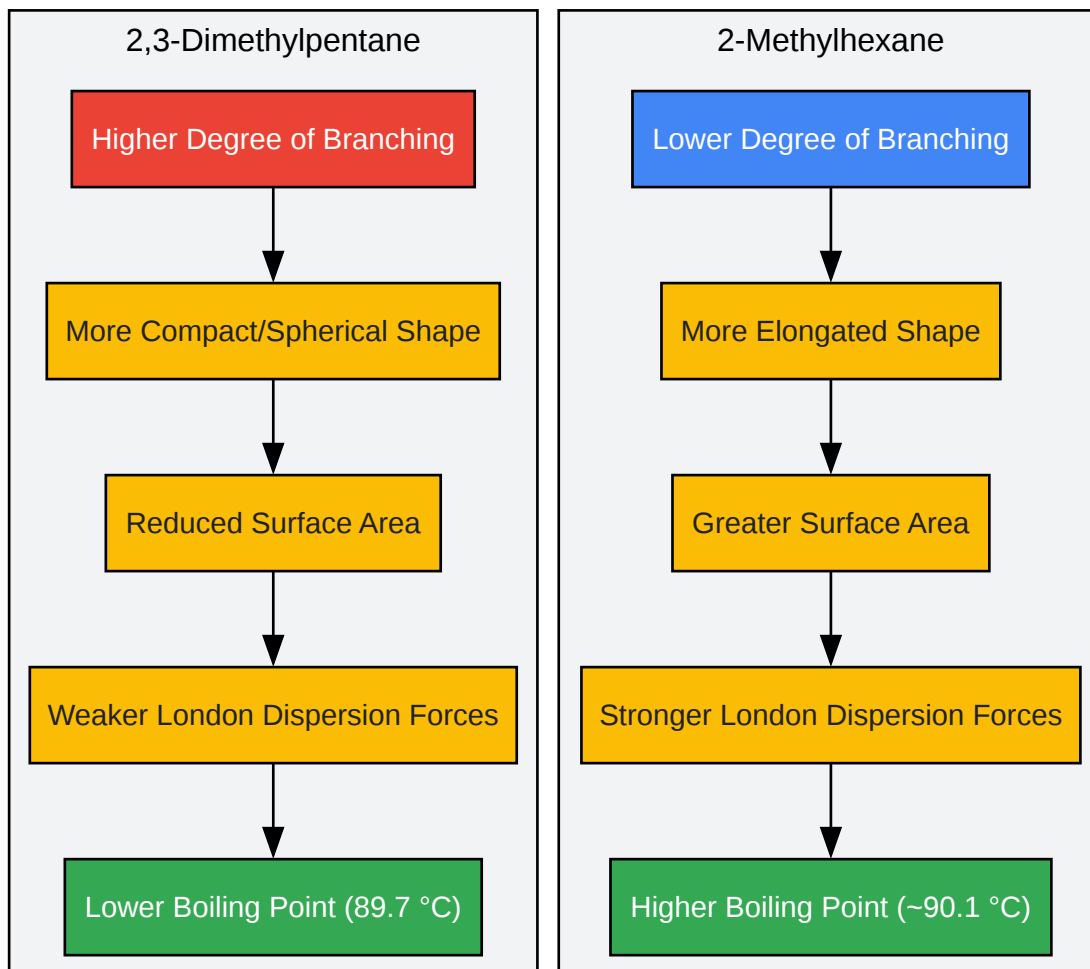 2,3-Dimethylpentane
Higher Degree of Branching
More Compact/Spherical Shape
Reduced Surface Area
Weaker London Dispersion Forces
Lower Boiling Point (89.7 °C)
2-Methylhexane
Lower Degree of Branching
More Elongated Shape
Greater Surface Area
Stronger London Dispersion Forces
Higher Boiling Point (~90.1 °C)